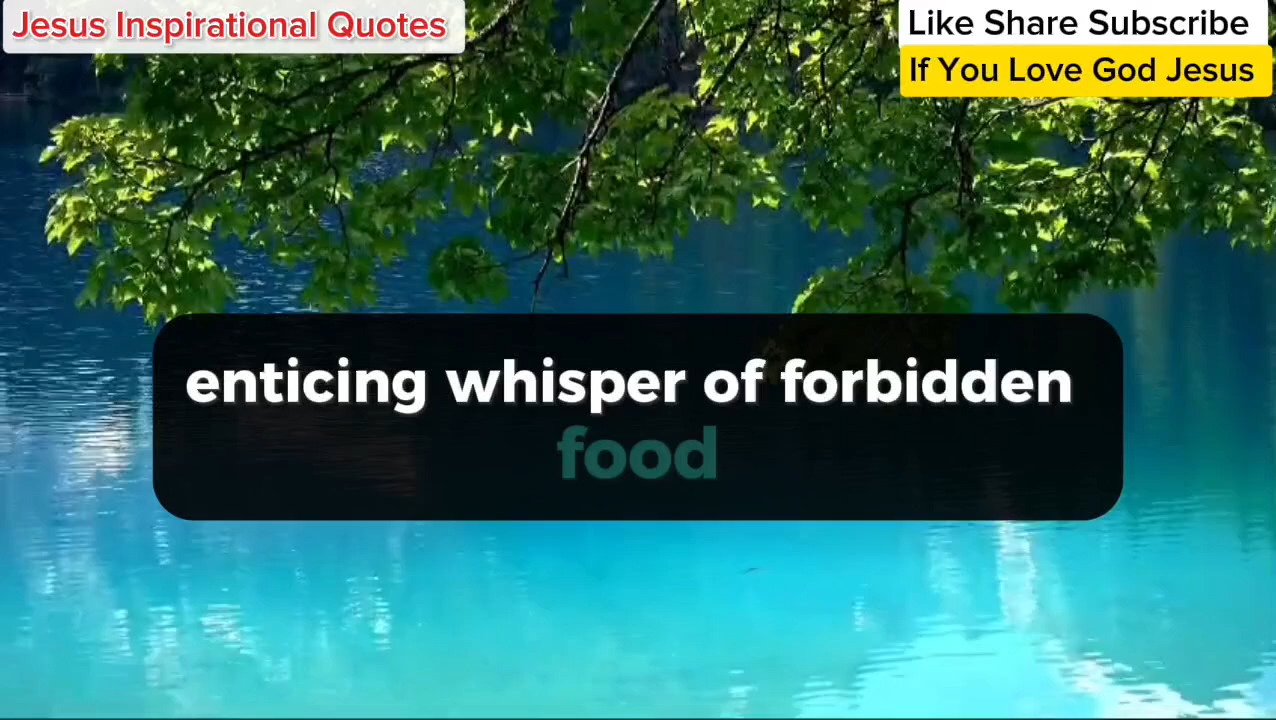 Jesus Inspirational Quotes
Like Share Subscribe
If You Love God Jesus
enticing whisper of forbidden
food